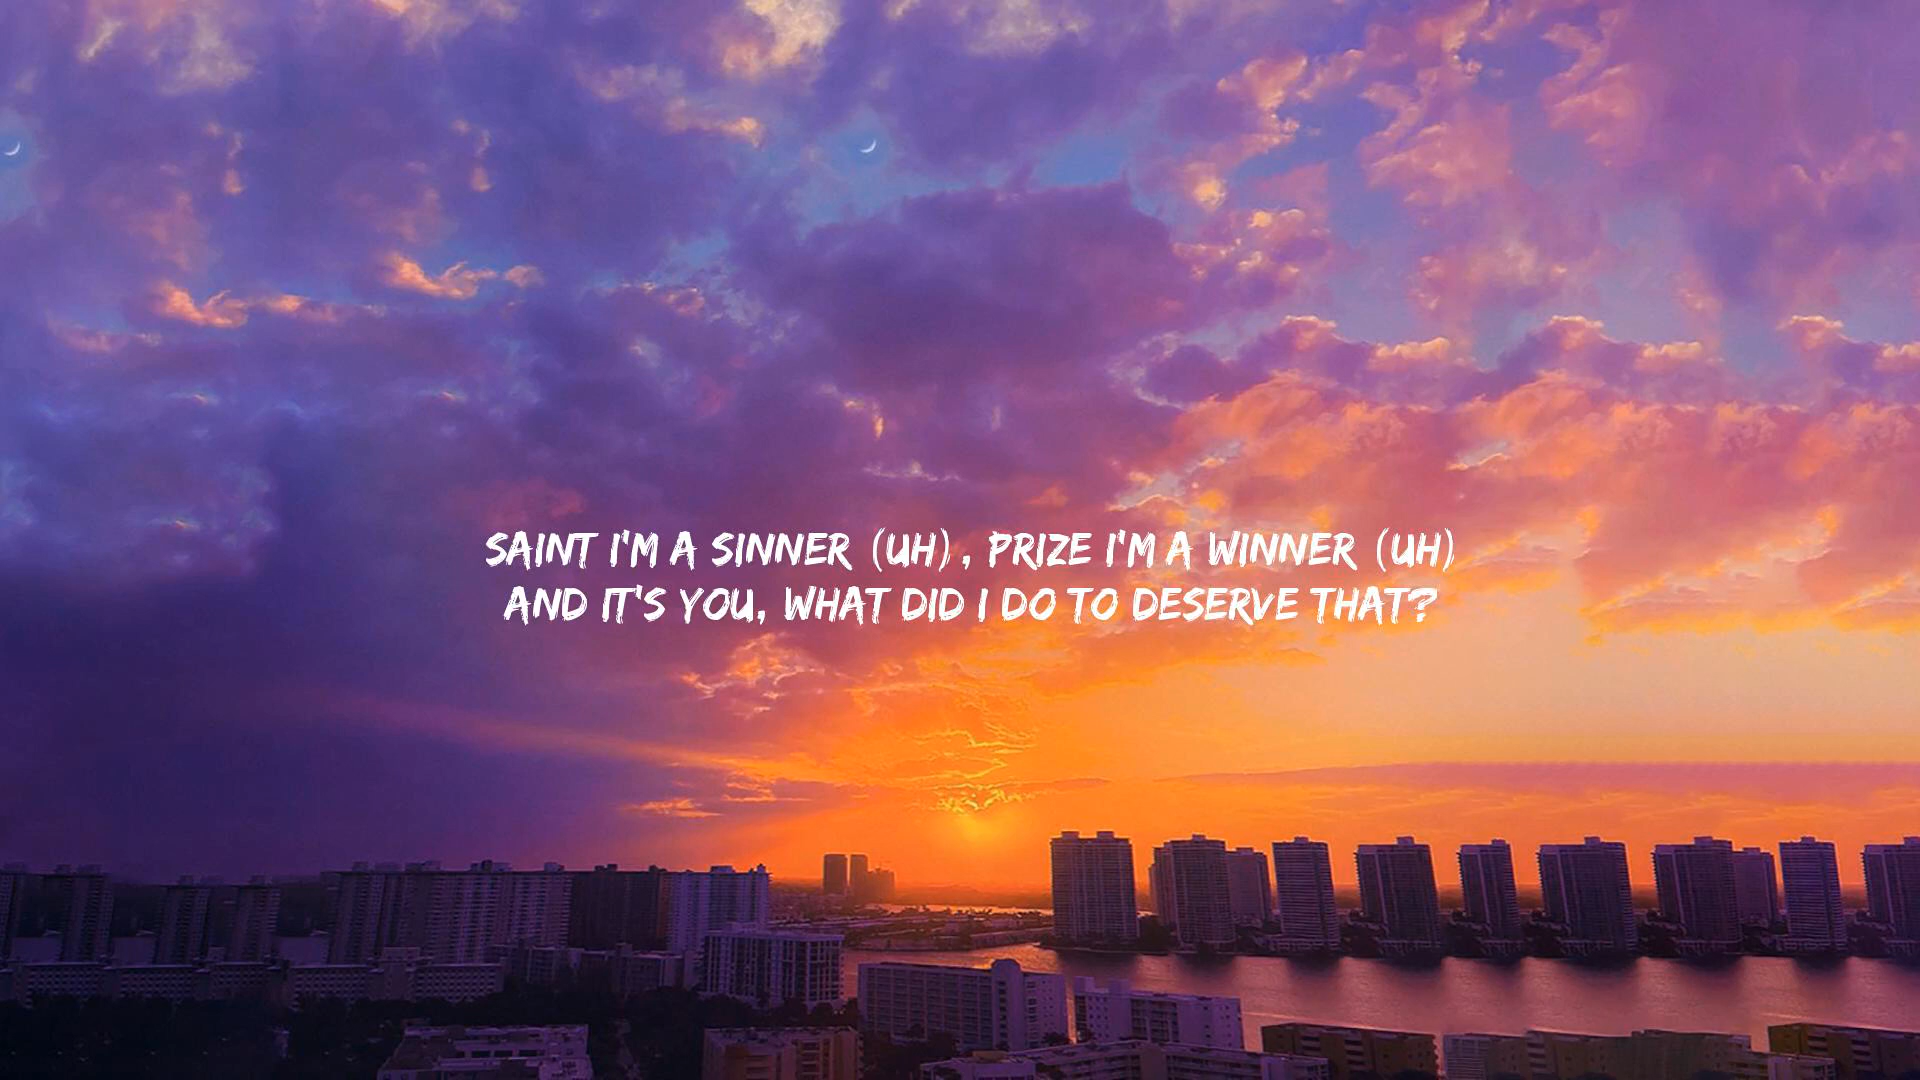 SAINT I'M A SINNER (UH), PRIZE I'M A WINNER (UH)
AND IT'S YOU, WHAT DID I DO TO DESERVE THAT?